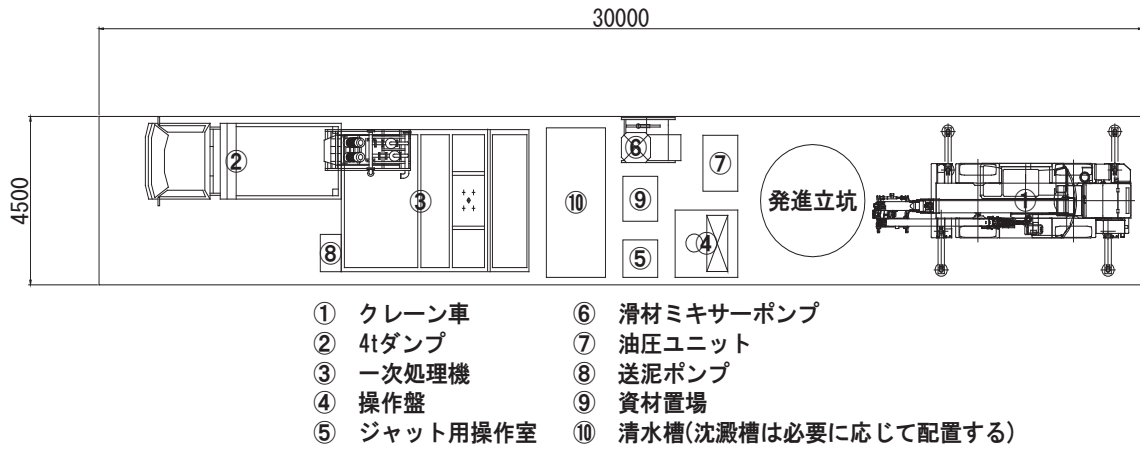 30000
4500
②
③
⑧
⑩
⑥
⑨
⑤
⑦
④
発進立坑
①
① クレーン車
② 4tダンプ
③ 一次処理機
④ 操作盤
⑤ ジャット用操作室
⑥ 滑材ミキサーポンプ
⑦ 油圧ユニット
⑧ 送泥ポンプ
⑨ 資材置場
⑩ 清水槽(沈澱槽は必要に応じて配置する)